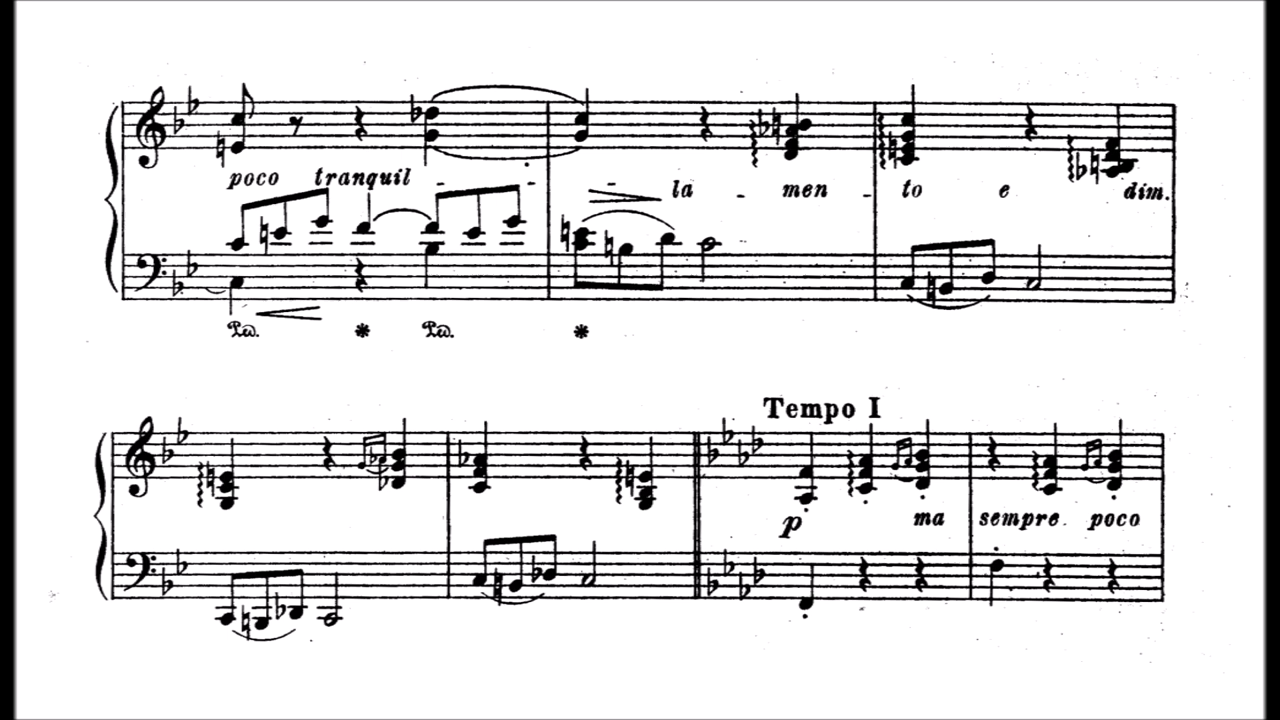 poco tranquil - - - la - men - to e dim.
Ped. * Ped. *
Tempo I
p ma sempre poco